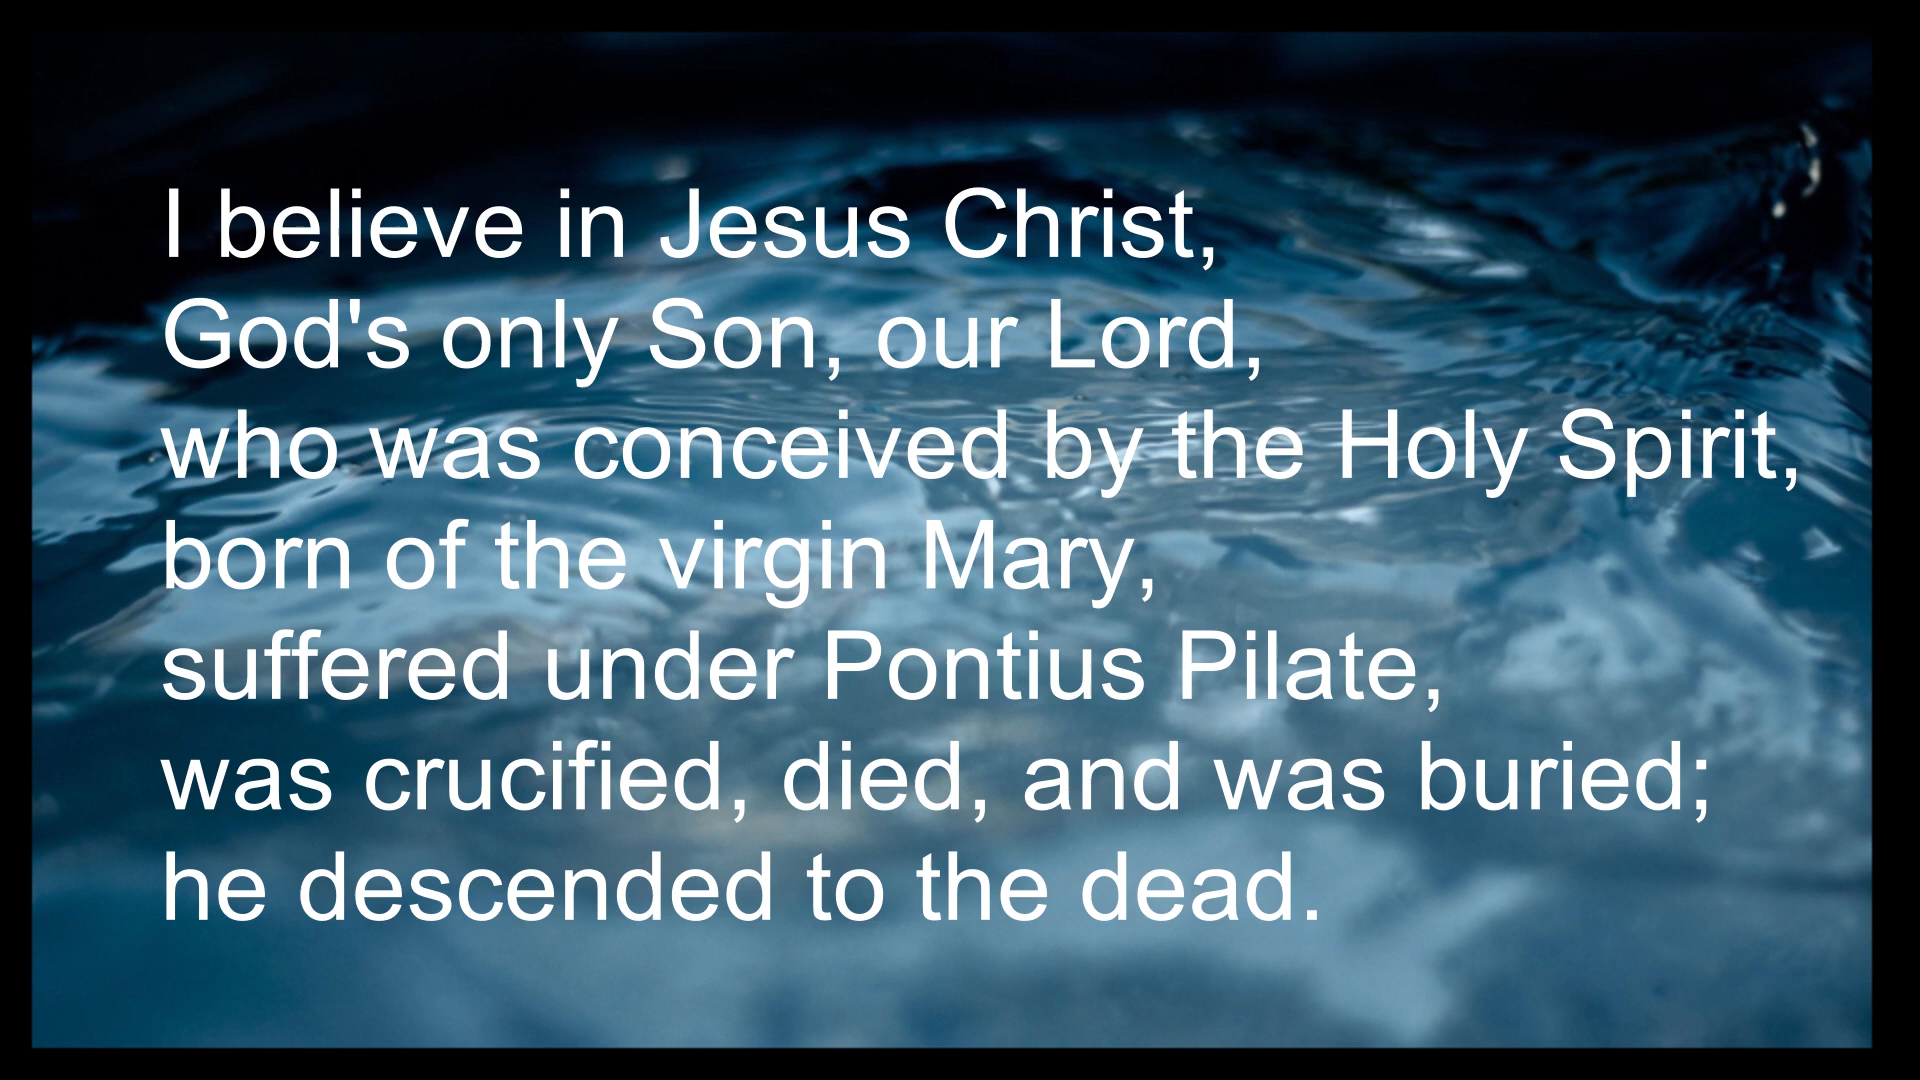 I believe in Jesus Christ,
God's only Son, our Lord,
who was conceived by the Holy Spirit,
born of the virgin Mary,
suffered under Pontius Pilate,
was crucified, died, and was buried;
he descended to the dead.